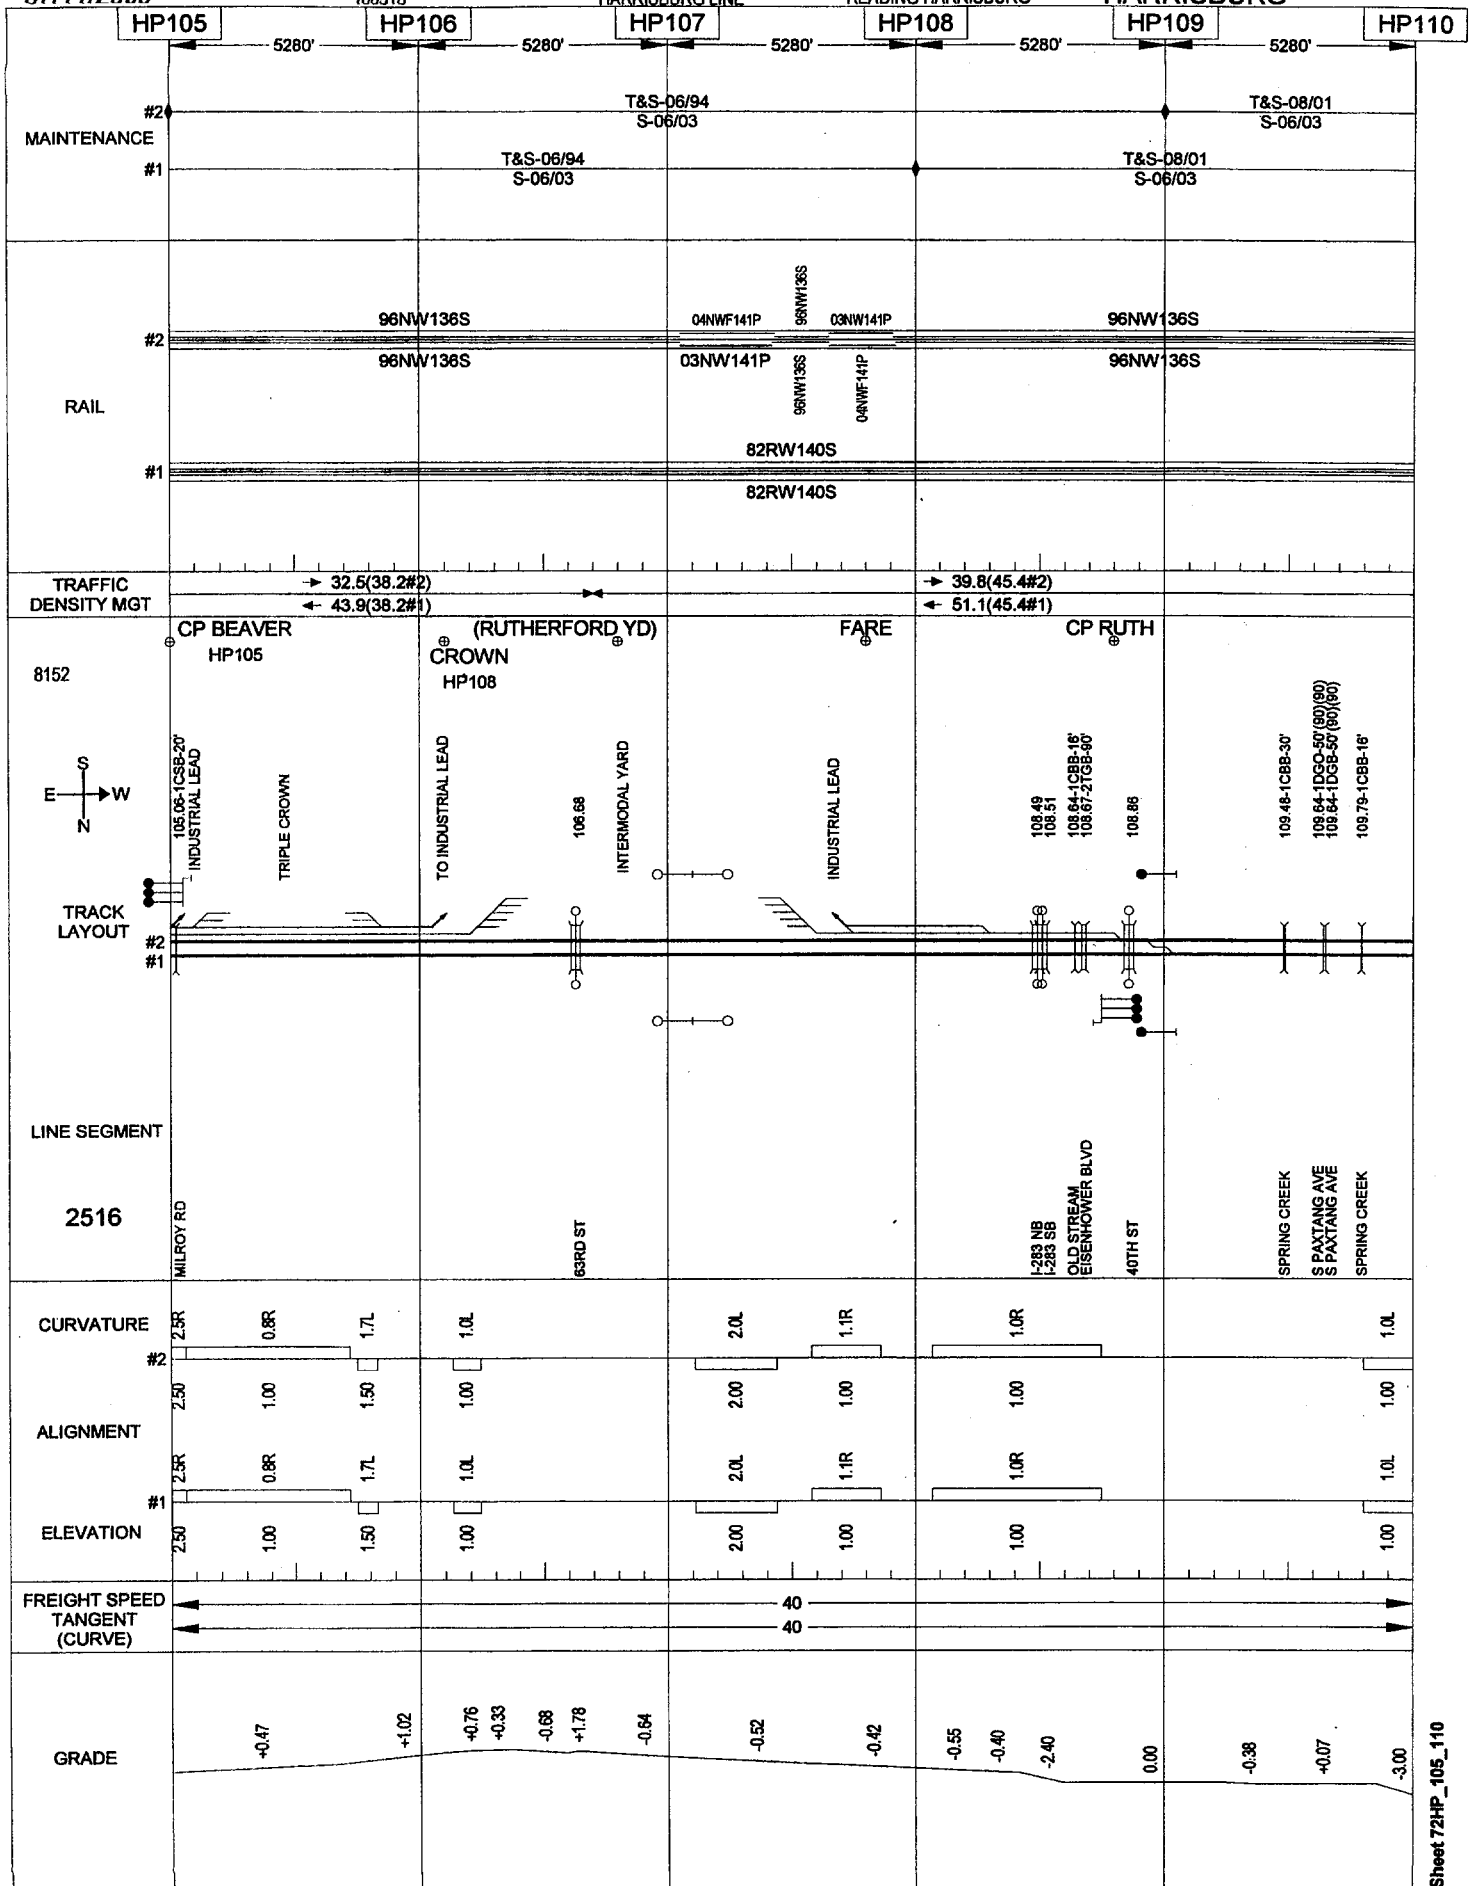 HARRISBURG LINE
READING-HARRISBURG
HARRISBURG
HP105 HP106 HP107 HP108 HP109 HP110
5280' 5280' 5280' 5280' 5280'
MAINTENANCE
#2
T&S-06/94
S-06/03
T&S-08/01
S-06/03
#1
T&S-06/94
S-06/03
T&S-08/01
S-06/03
RAIL
#2
96NW136S
04NWF141P
96NW136S
03NW141P
96NW136S
96NW136S
03NW141P
96NW136S
04NWF141P
96NW136S
#1
82RW140S
82RW140S
TRAFFIC
DENSITY MGT
32.5(38.2#2)
39.8(45.4#2)
43.9(38.2#1)
51.1(45.4#1)
CP BEAVER
HP105
(RUTHERFORD YD)
CROWN
HP108
FARE
CP RUTH
8152
S
E W
N
105.06-1CSB-20'
INDUSTRIAL LEAD
TRIPLE CROWN
TO INDUSTRIAL LEAD
106.68
INTERMODAL YARD
INDUSTRIAL LEAD
108.49
108.51
108.64-1CBB-16'
108.67-2TGB-90'
108.86
109.48-1CBB-30'
109.64-1DGO-50'(90)(90)
109.64-1DGB-50'(90)(90)
109.79-1CBB-16'
TRACK
LAYOUT
#2
#1
LINE SEGMENT
2516
MILROY RD
63RD ST
I-283 NB
I-283 SB
OLD STREAM
EISENHOWER BLVD
40TH ST
SPRING CREEK
S PAXTANG AVE
S PAXTANG AVE
SPRING CREEK
CURVATURE
2.5R 0.8R 1.7L 1.0L 2.0L 1.1R 1.0R 1.0L
#2
2.50 1.00 1.50 1.00 2.00 1.00 1.00 1.00
ALIGNMENT
2.5R 0.8R 1.7L 1.0L 2.0L 1.1R 1.0R 1.0L
#1
ELEVATION
2.50 1.00 1.50 1.00 2.00 1.00 1.00 1.00
FREIGHT SPEED
TANGENT
(CURVE)
40
40
GRADE
+0.47 +1.02 +0.76 +0.33 -0.68 +1.78 -0.64 -0.52 -0.42 -0.55 -0.40 -2.40 0.00 -0.38 +0.07 -3.00
Sheet 72HP_105_110